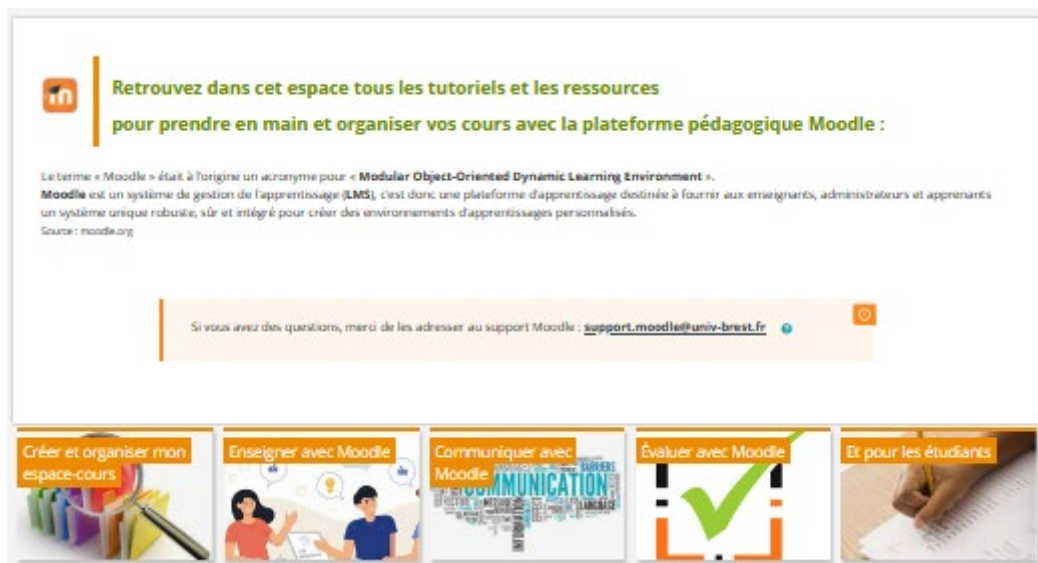 Retrouvez dans cet espace tous les tutoriels et les ressources
pour prendre en main et organiser vos cours avec la plateforme pédagogique Moodle :
Le terme « Moodle » était à l'origine un acronyme pour « Modular Object-Oriented Dynamic Learning Environment ».
Moodle est un système de gestion de l'apprentissage (LMS), c'est donc une plateforme d'apprentissage destinée à fournir aux enseignants, administrateurs et apprenants
un système unique robuste, sûr et intégré pour créer des environnements d'apprentissages personnalisés.
Source : moodle.org
Si vous avez des questions, merci de les adresser au support Moodle : support.moodle@univ-brest.fr
Créer et organiser mon
espace-cours
Enseigner avec Moodle
Communiquer avec
Moodle
BARRIERS
COMMUNICATION
LANGUAGE
INFORMATION
EFFECT
Évaluer avec Moodle
Et pour les étudiants